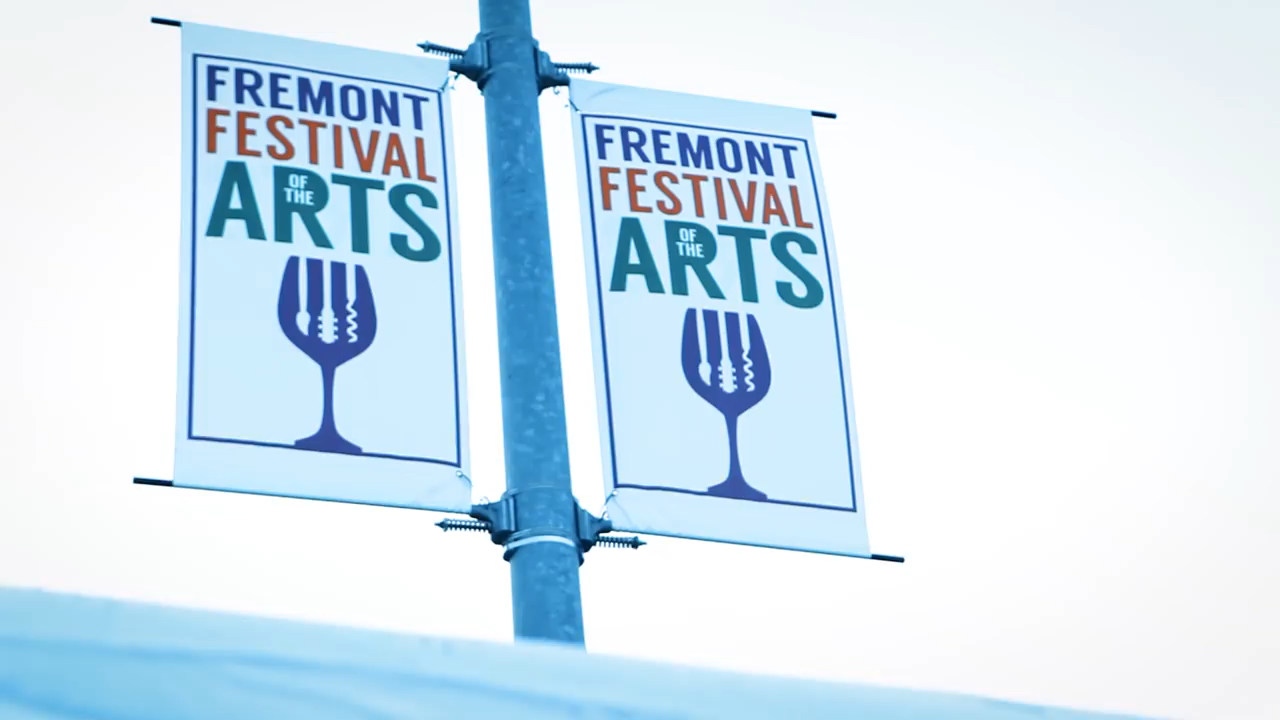 FREMONT
FESTIVAL
OF THE
ARTS
FREMONT
FESTIVAL
OF THE
ARTS